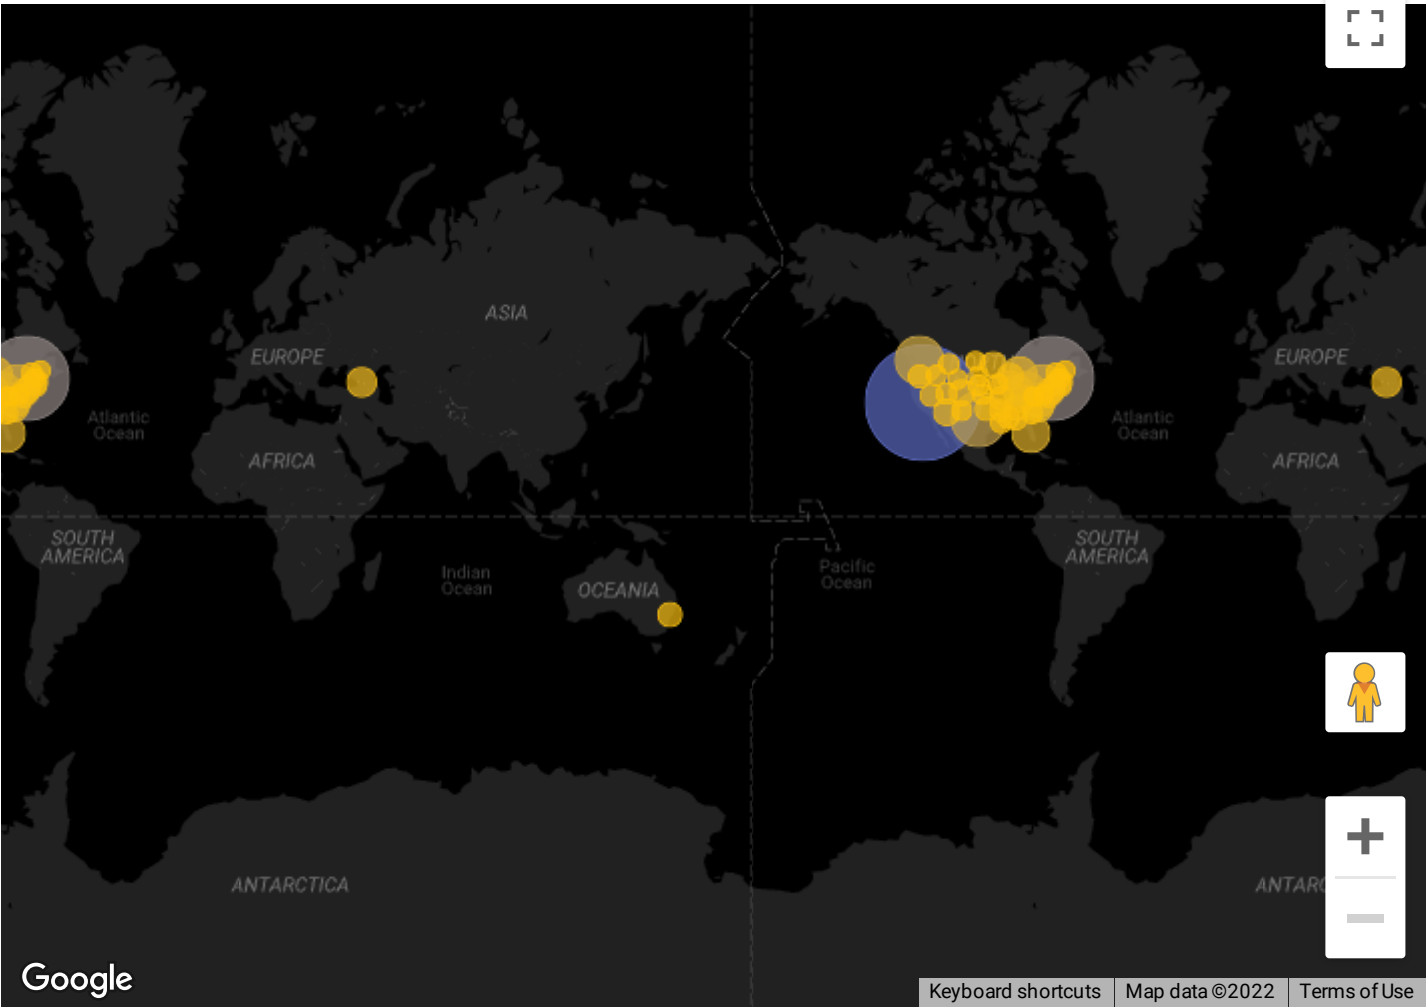 ASIA
EUROPE
EUROPE
Atlantic
Ocean
Atlantic
Ocean
AFRICA
AFRICA
SOUTH
AMERICA
SOUTH
AMERICA
Indian
Ocean
OCEANIA
Pacific
Ocean
ANTARCTICA
ANTARC
Google
Keyboard shortcuts
Map data ©2022
Terms of Use